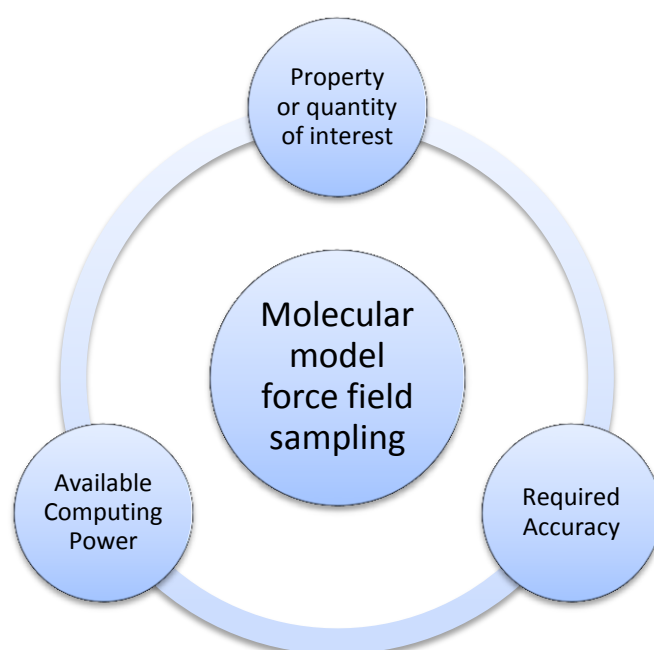 Property
or quantity
of interest
Molecular
model
force field
sampling
Available
Computing
Power
Required
Accuracy